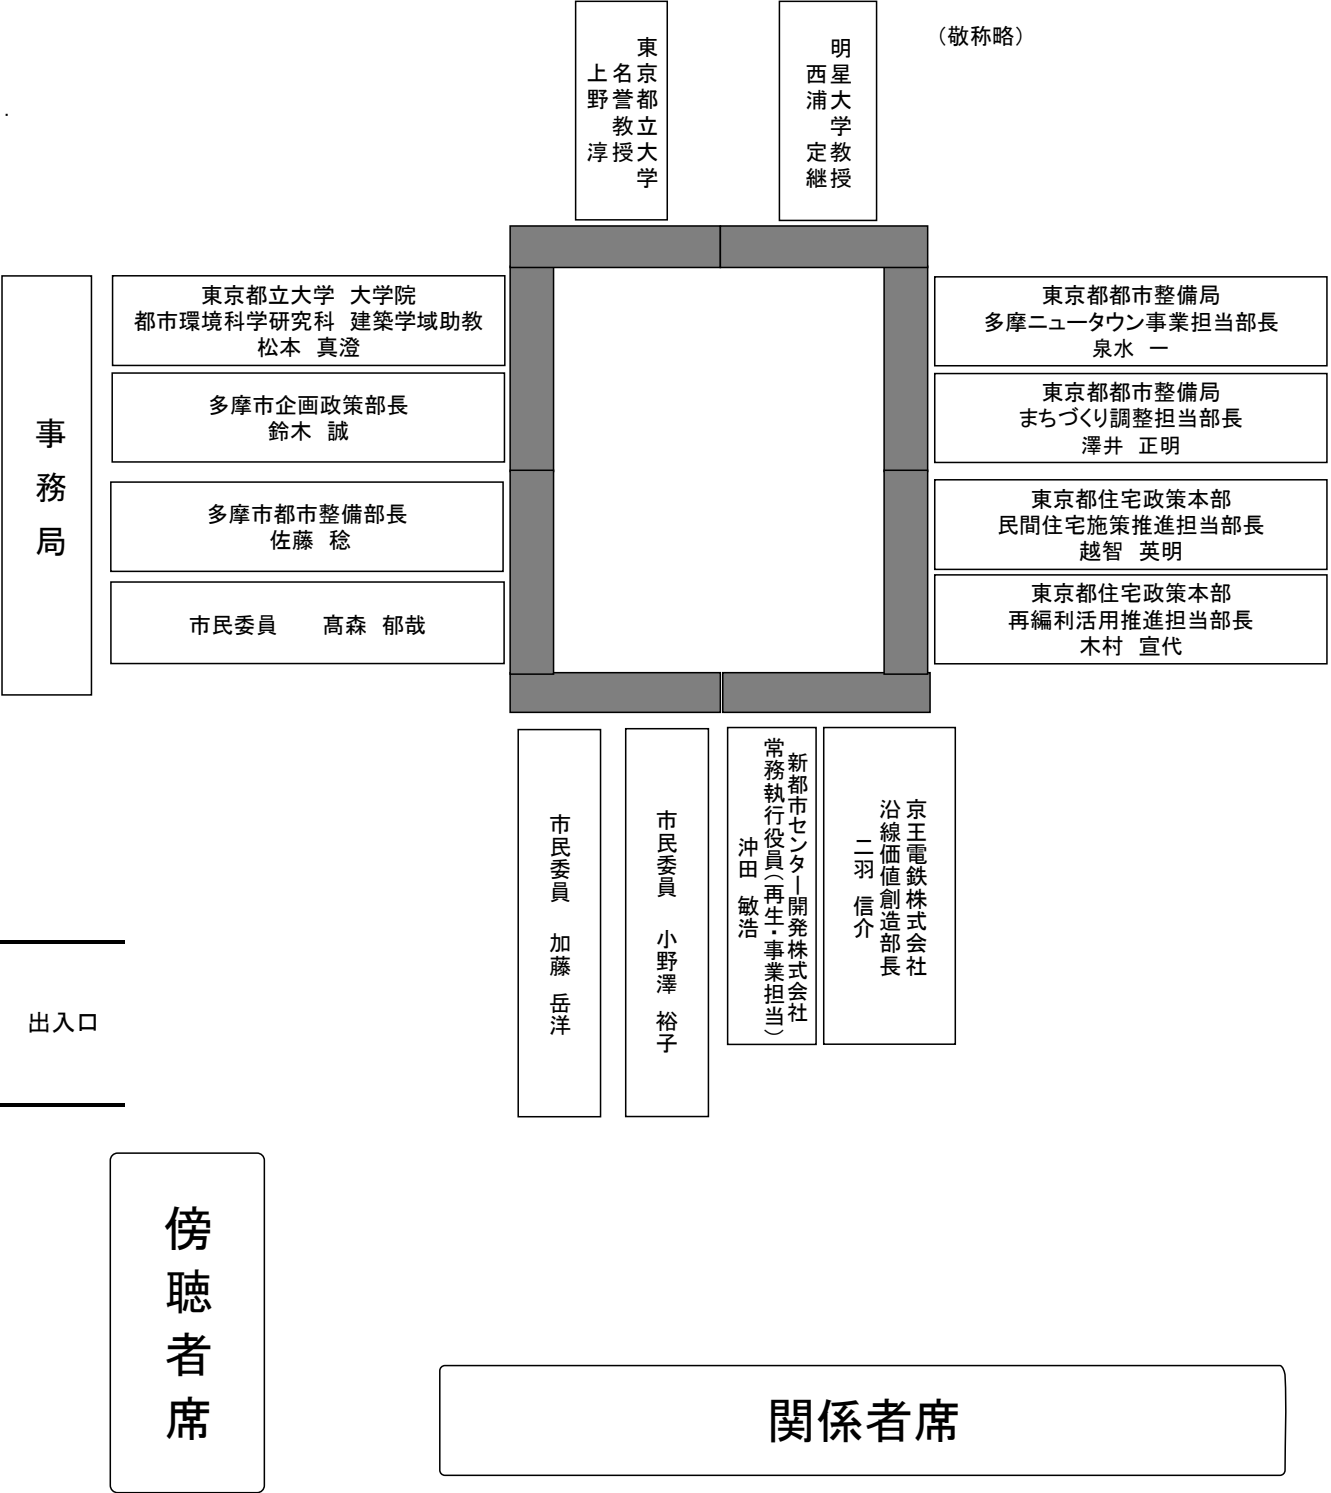 (敬称略)
東京都立大学
名誉教授
上野　淳
明星大学教授
西浦　定継
事務局
東京都立大学　大学院
都市環境科学研究科　建築学域助教
松本　真澄
多摩市企画政策部長
鈴木　誠
多摩市都市整備部長
佐藤　稔
市民委員　　髙森　郁哉
東京都都市整備局
多摩ニュータウン事業担当部長
泉水　一
東京都都市整備局
まちづくり調整担当部長
澤井　正明
東京都住宅政策本部
民間住宅施策推進担当部長
越智　英明
東京都住宅政策本部
再編利活用推進担当部長
木村　宣代
市民委員　加藤　岳洋
市民委員　小野澤　裕子
新都市センター開発株式会社
常務執行役員(再生・事業担当)
沖田　敏浩
京王電鉄株式会社
沿線価値創造部長
二羽　信介
出入口
傍聴者席
関係者席